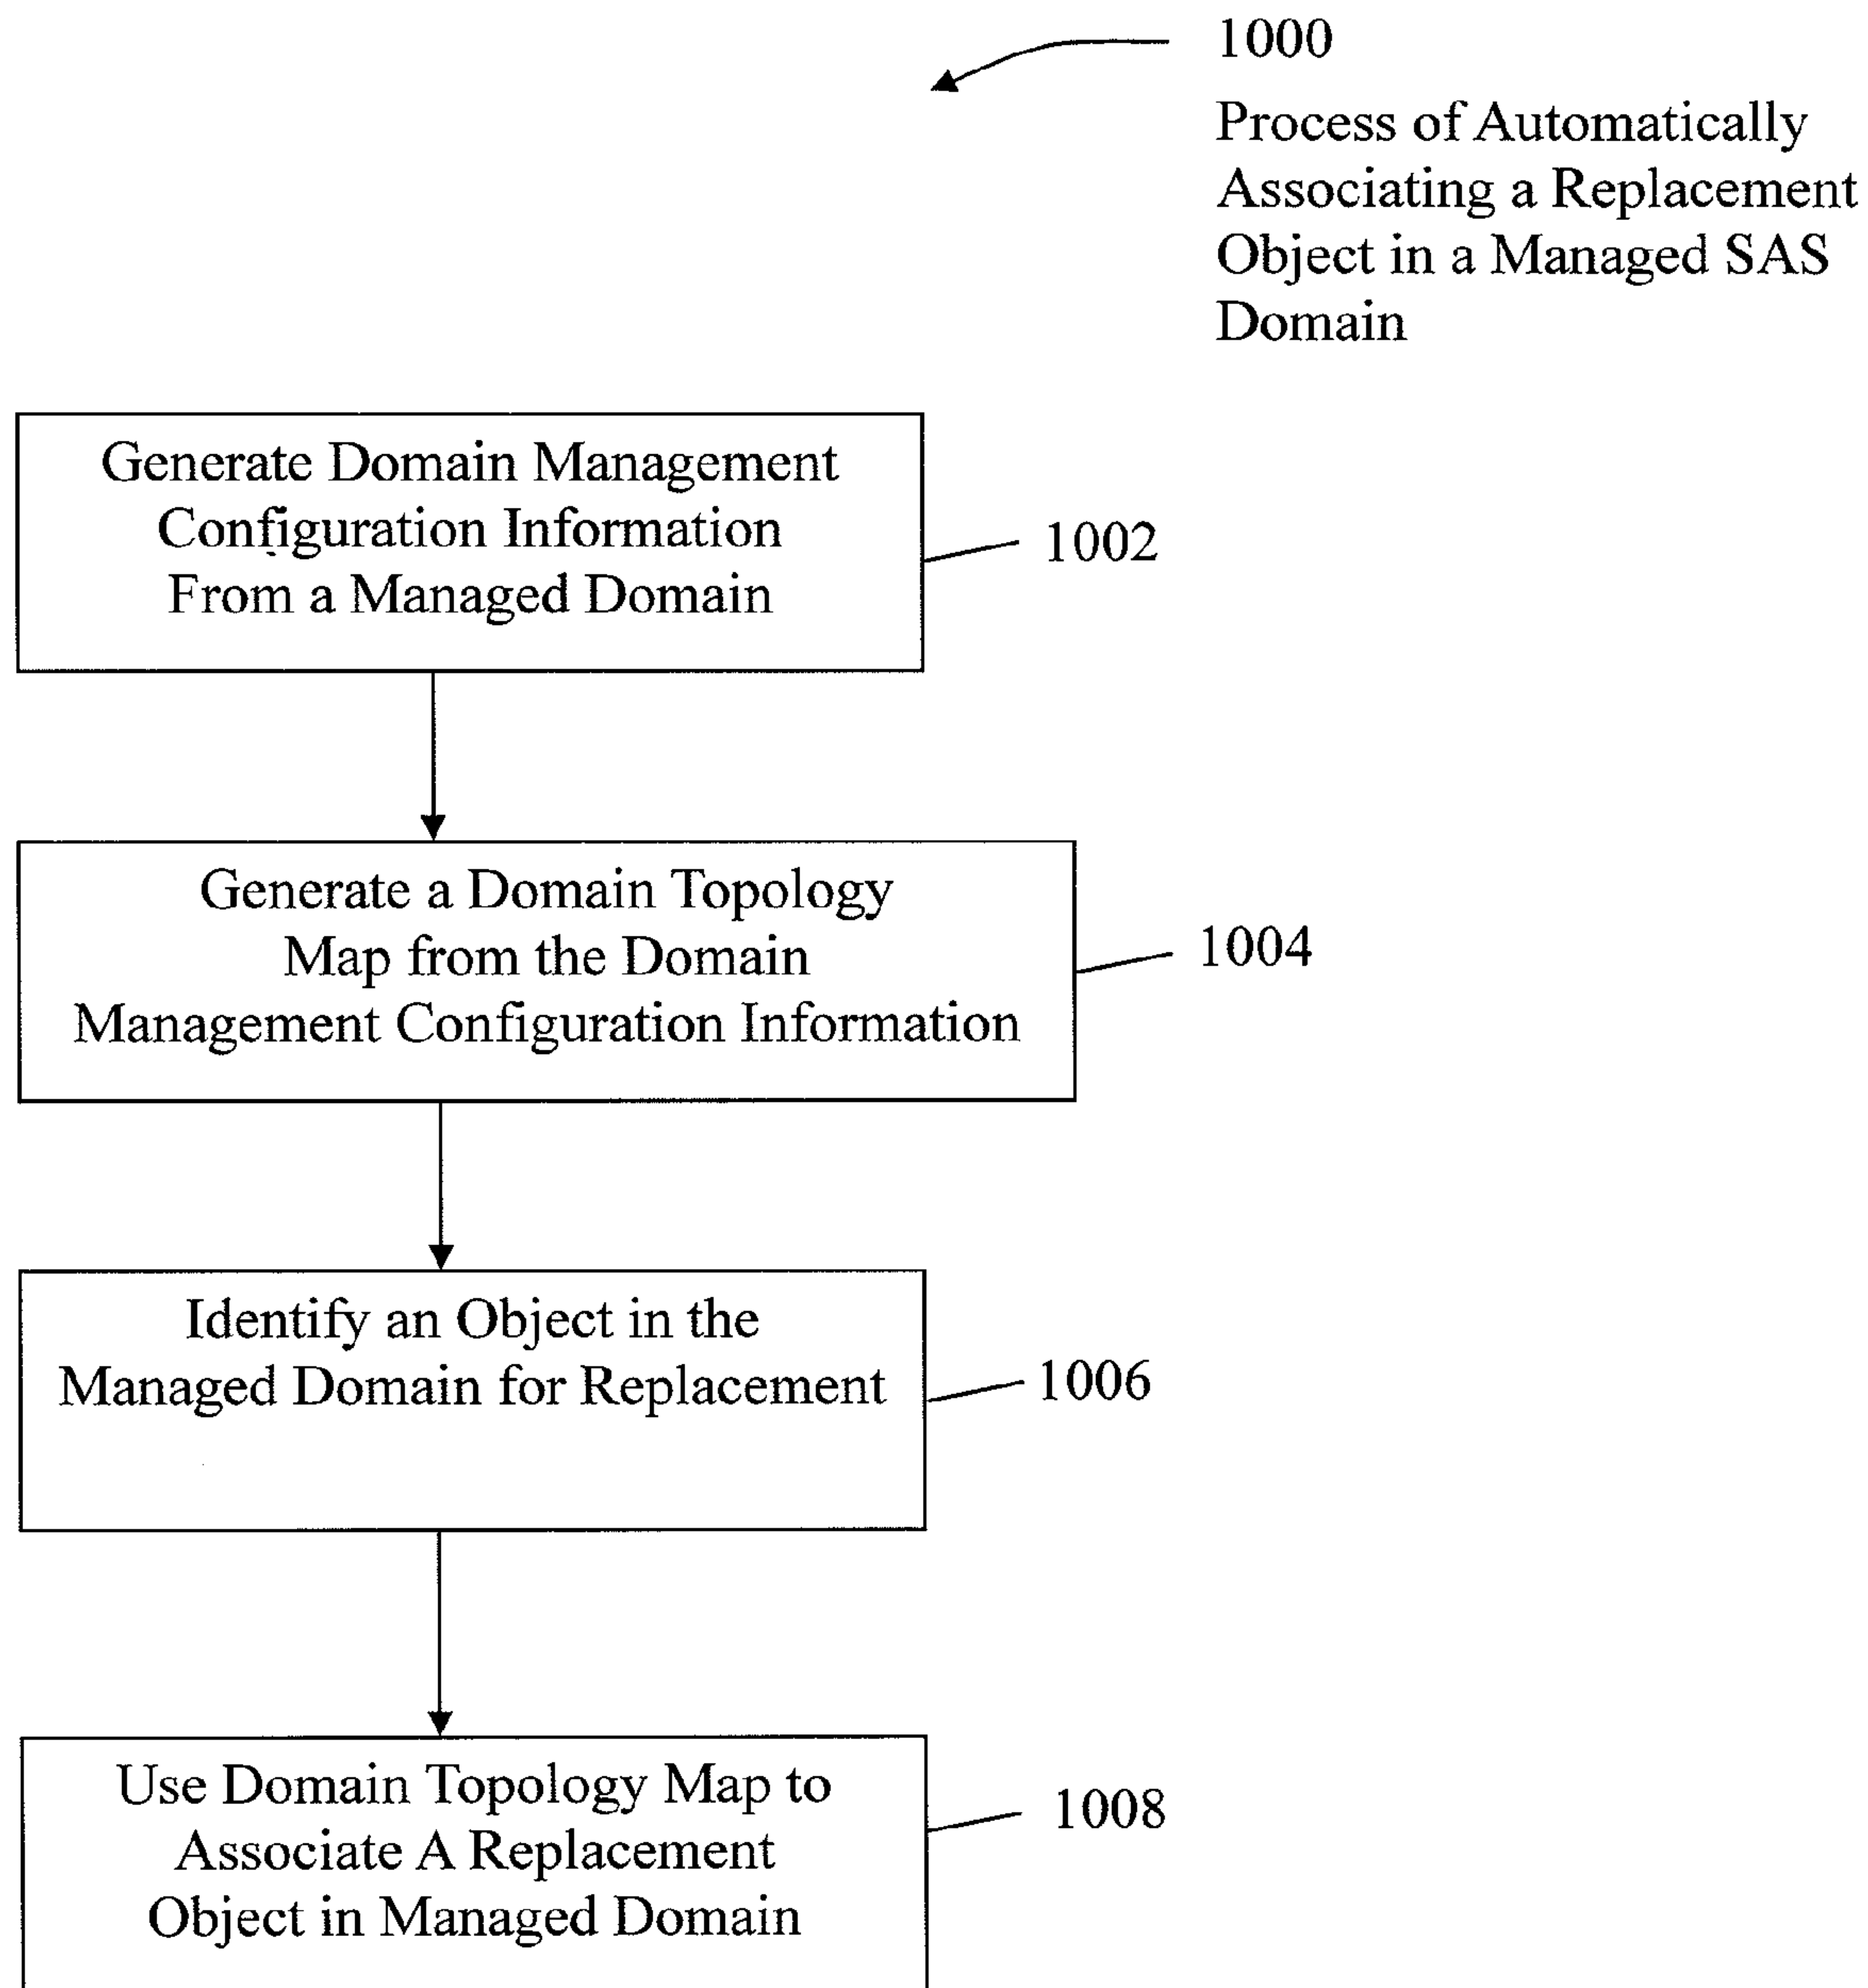 1000
Process of Automatically
Associating a Replacement
Object in a Managed SAS
Domain
Generate Domain Management
Configuration Information
From a Managed Domain
1002
Generate a Domain Topology
Map from the Domain
Management Configuration Information
1004
Identify an Object in the
Managed Domain for Replacement
1006
Use Domain Topology Map to
Associate A Replacement
Object in Managed Domain
1008